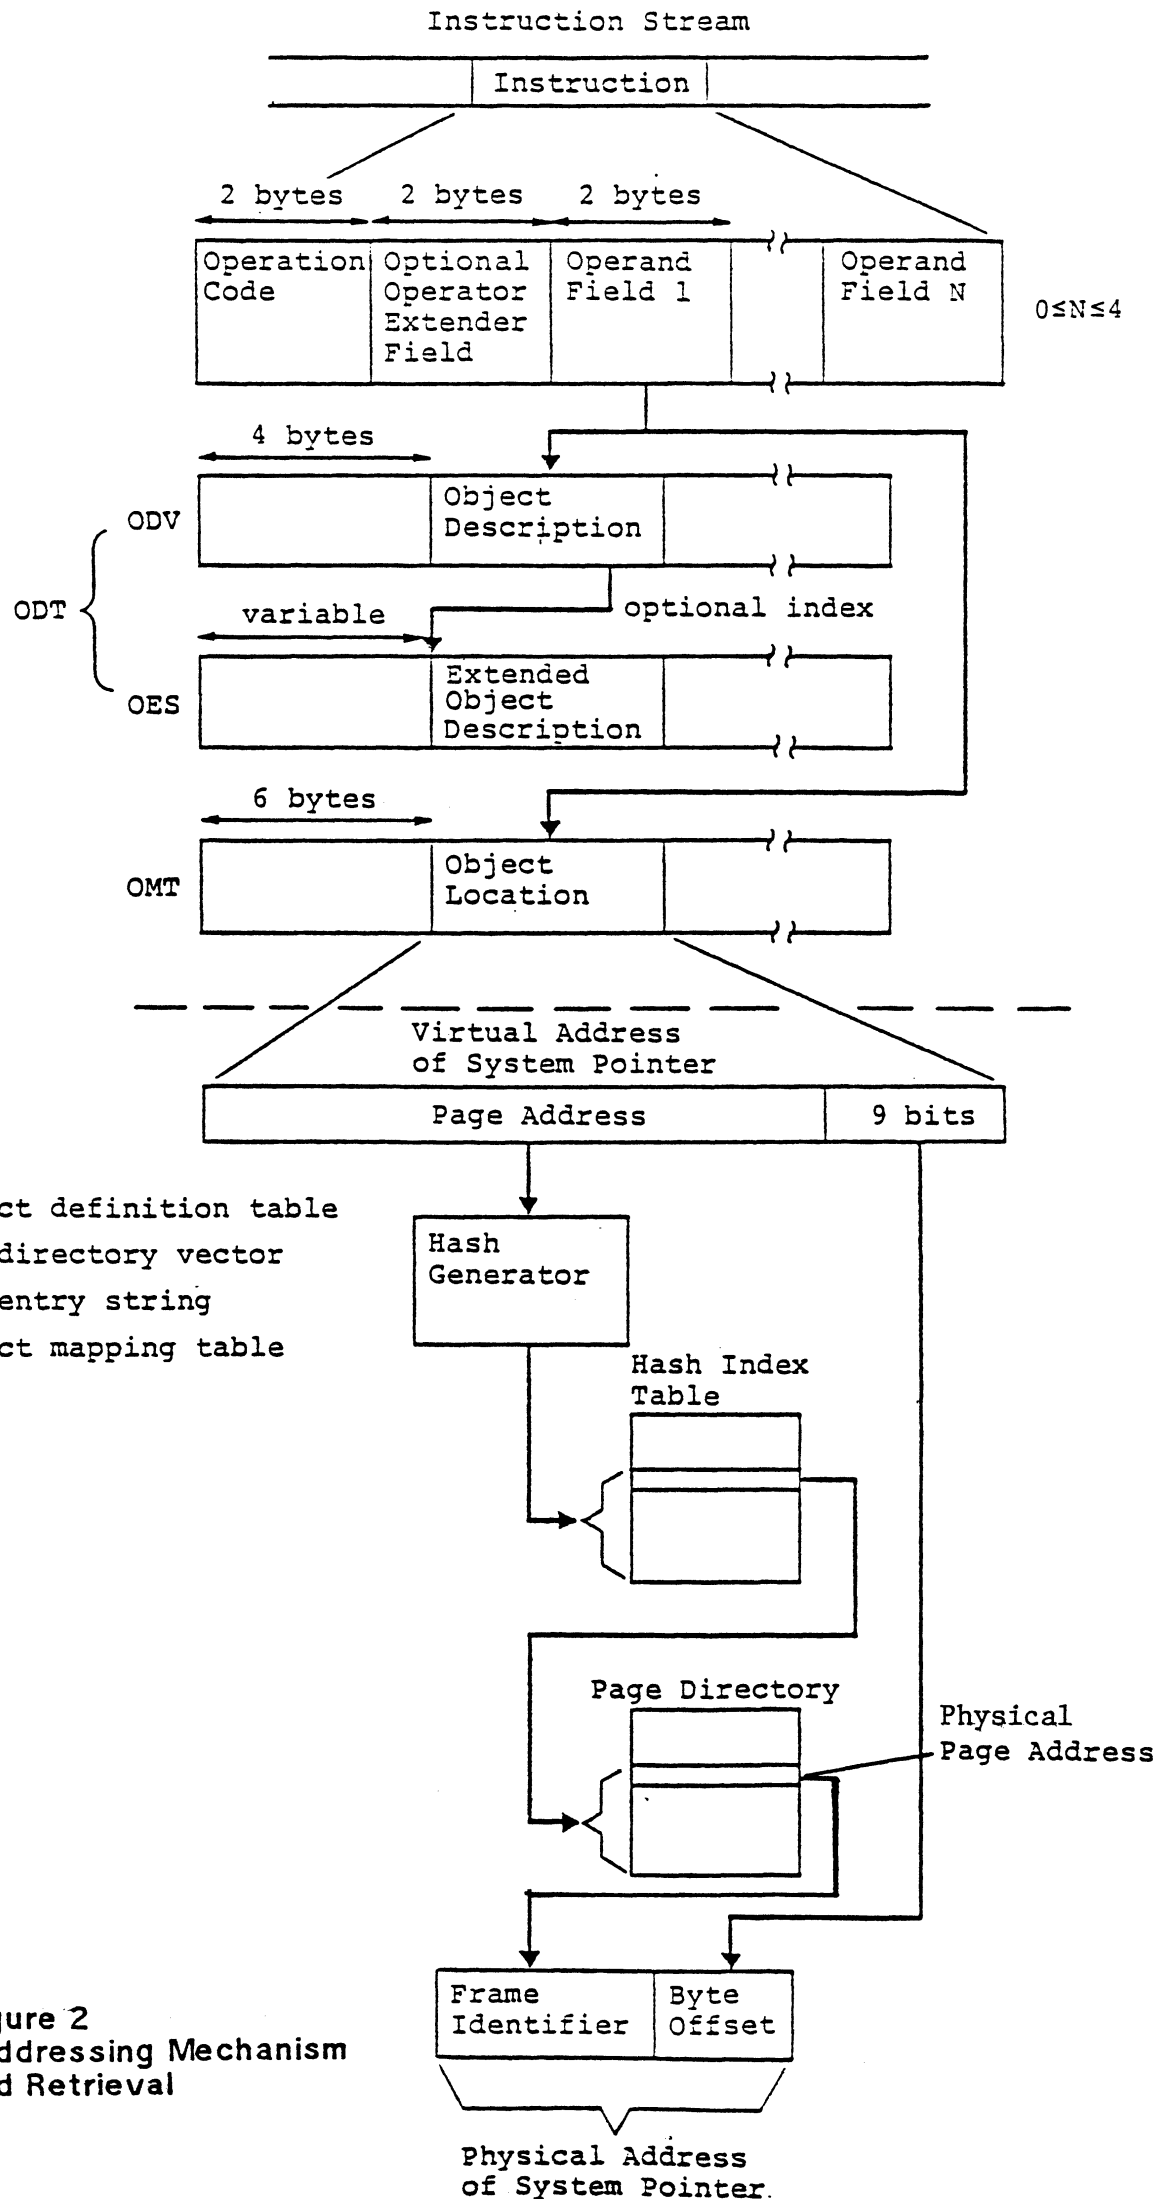 Instruction Stream
Instruction
2 bytes 2 bytes 2 bytes
Operation
Code
Optional
Operator
Extender
Field
Operand
Field 1
Operand
Field N
0≤N≤4
4 bytes
ODV
Object
Description
ODT
optional index
variable
OES
Extended
Object
Description
6 bytes
OMT
Object
Location
Virtual Address
of System Pointer
Page Address
9 bits
ct definition table
directory vector
entry string
ct mapping table
Hash
Generator
Hash Index
Table
Page Directory
Physical
Page Address
Frame
Identifier
Byte
Offset
gure 2
ddressing Mechanism
d Retrieval
Physical Address
of System Pointer.